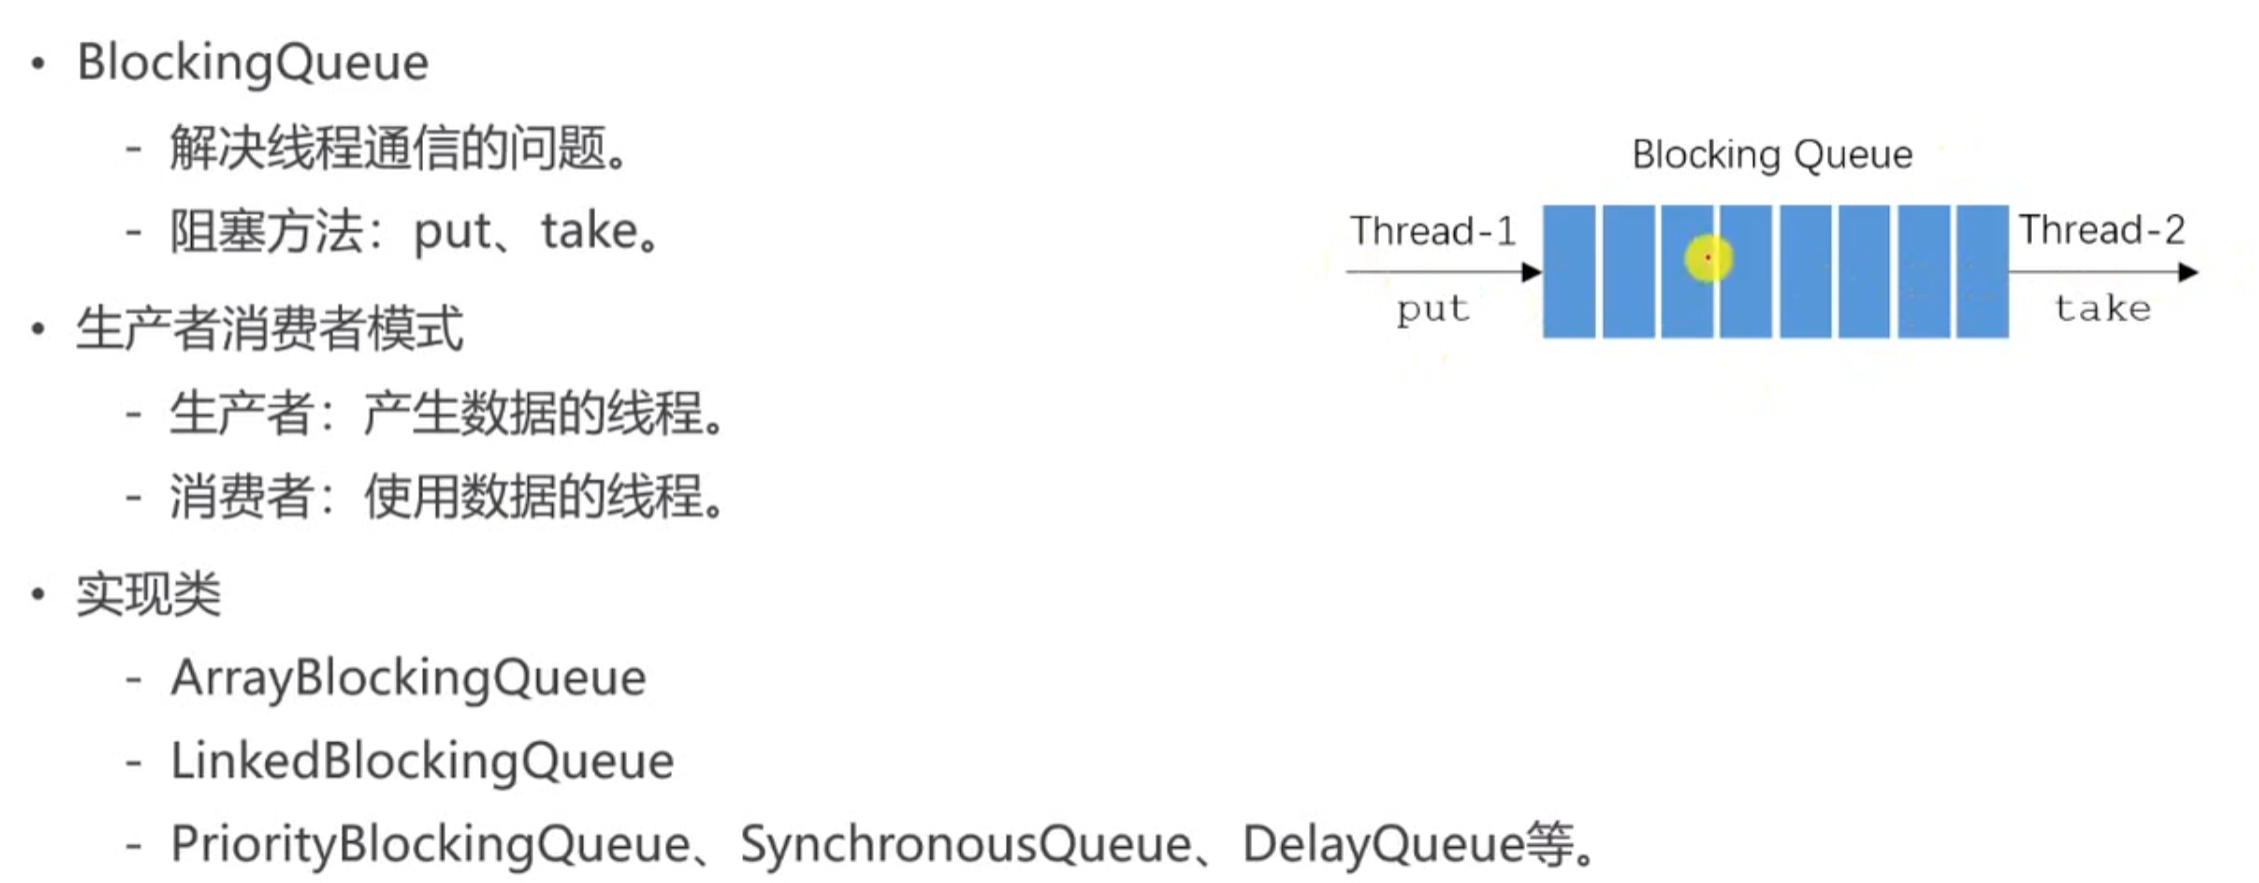 • BlockingQueue
- 解决线程通信的问题。
- 阻塞方法：put、take。
• 生产者消费者模式
- 生产者：产生数据的线程。
- 消费者：使用数据的线程。
• 实现类
- ArrayBlockingQueue
- LinkedBlockingQueue
- PriorityBlockingQueue、SynchronousQueue、DelayQueue等。
Blocking Queue
Thread-1
put
Thread-2
take